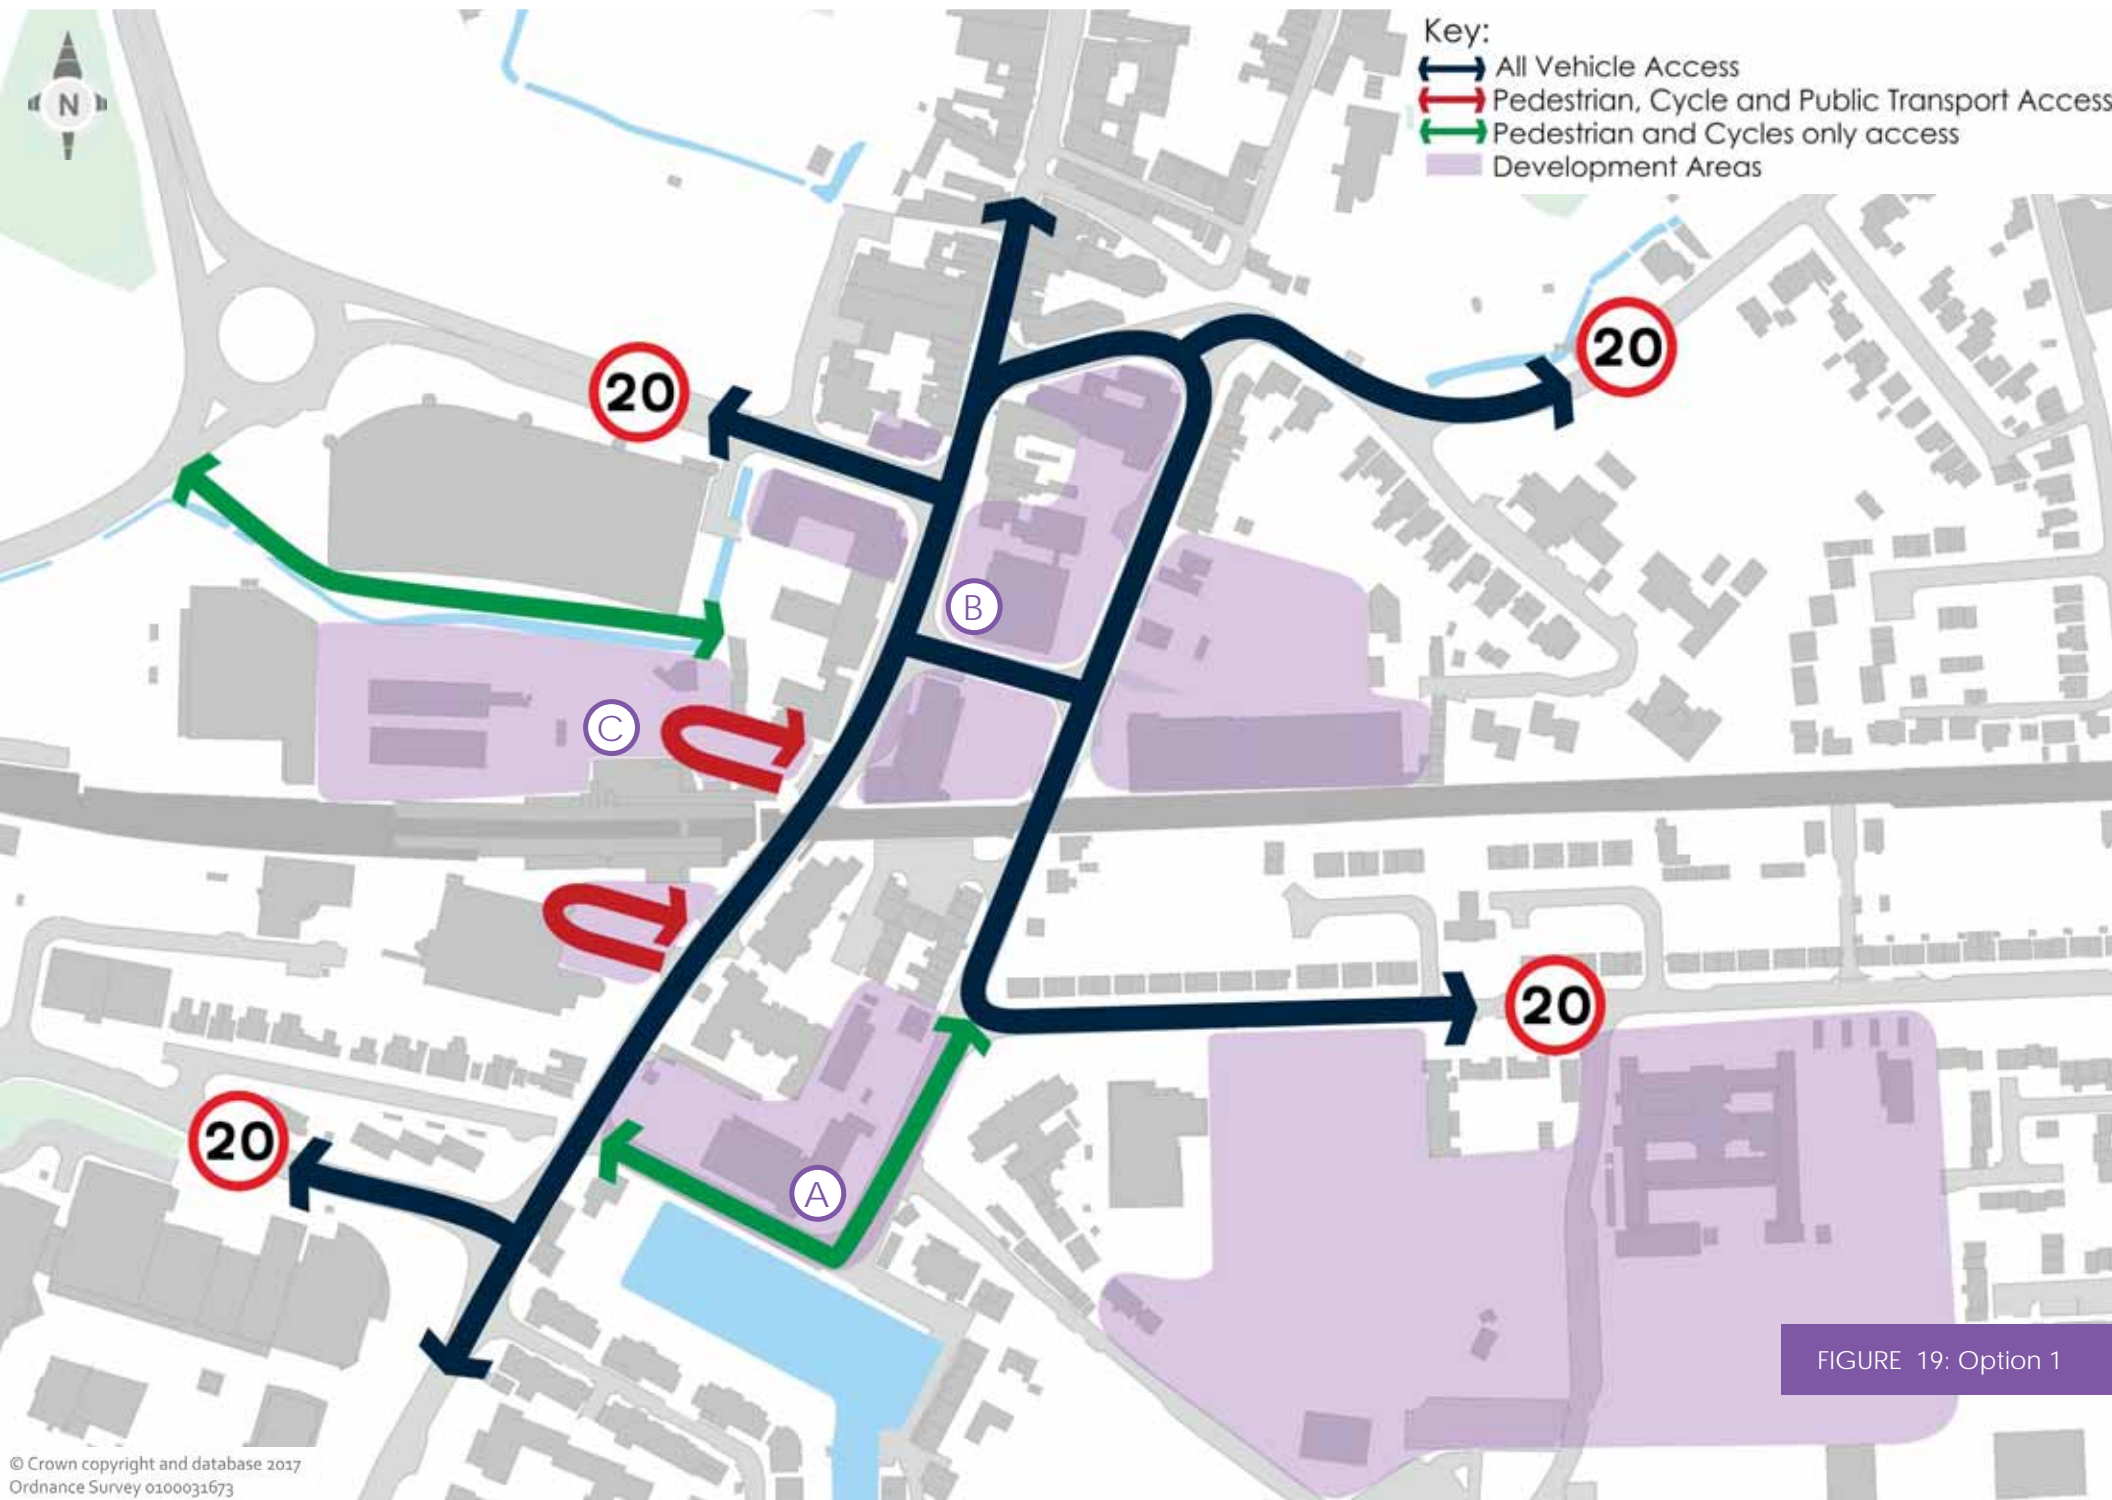 N
Key:
All Vehicle Access
Pedestrian, Cycle and Public Transport Access
Pedestrian and Cycles only access
Development Areas
20
20
B
C
20
20
A
FIGURE 19: Option 1
© Crown copyright and database 2017
Ordnance Survey 0100031673